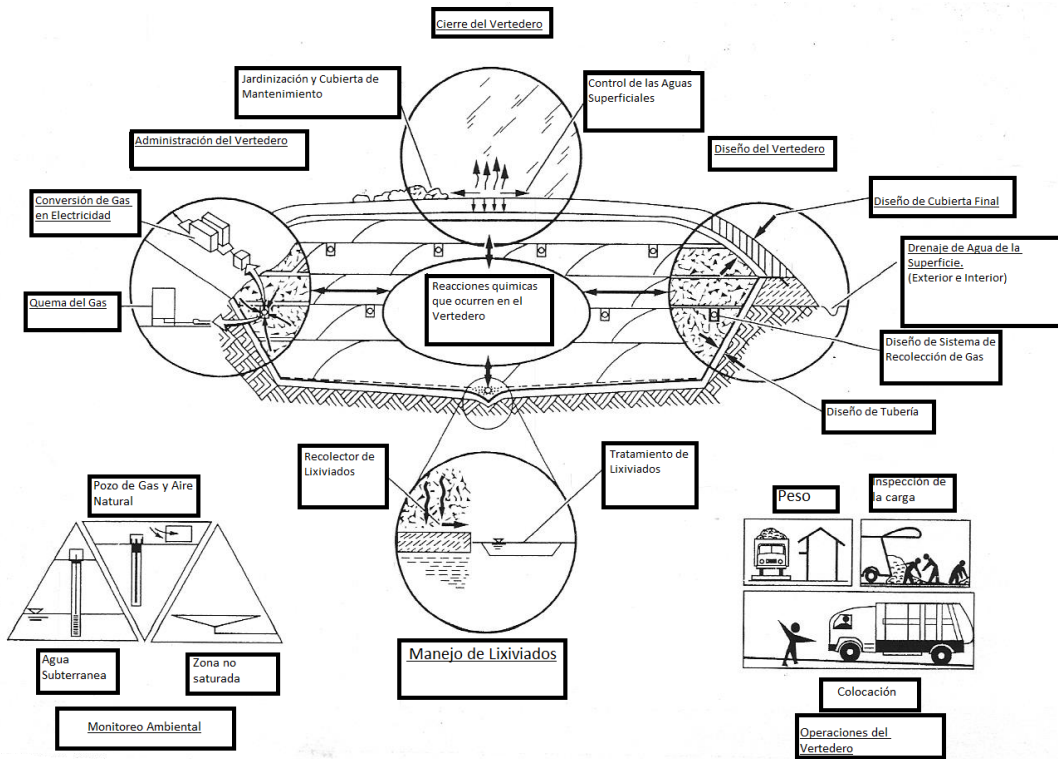 Cierre del Vertedero
Jardinización y Cubierta de
Mantenimiento
Control de las Aguas
Superficiales
Administración del Vertedero
Diseño del Vertedero
Conversión de Gas
en Electricidad
Diseño de Cubierta Final
Drenaje de Agua de la
Superficie.
(Exterior e Interior)
Reacciones quimicas
que ocurren en el
Vertedero
Quema del Gas
Diseño de Sistema de
Recolección de Gas
Diseño de Tubería
Recolector de
Lixiviados
Tratamiento de
Lixiviados
Pozo de Gas y Aire
Natural
Peso
Inspección de
la carga
Agua
Subterranea
Zona no
saturada
Manejo de Lixiviados
Colocación
Monitoreo Ambiental
Operaciones del
Vertedero